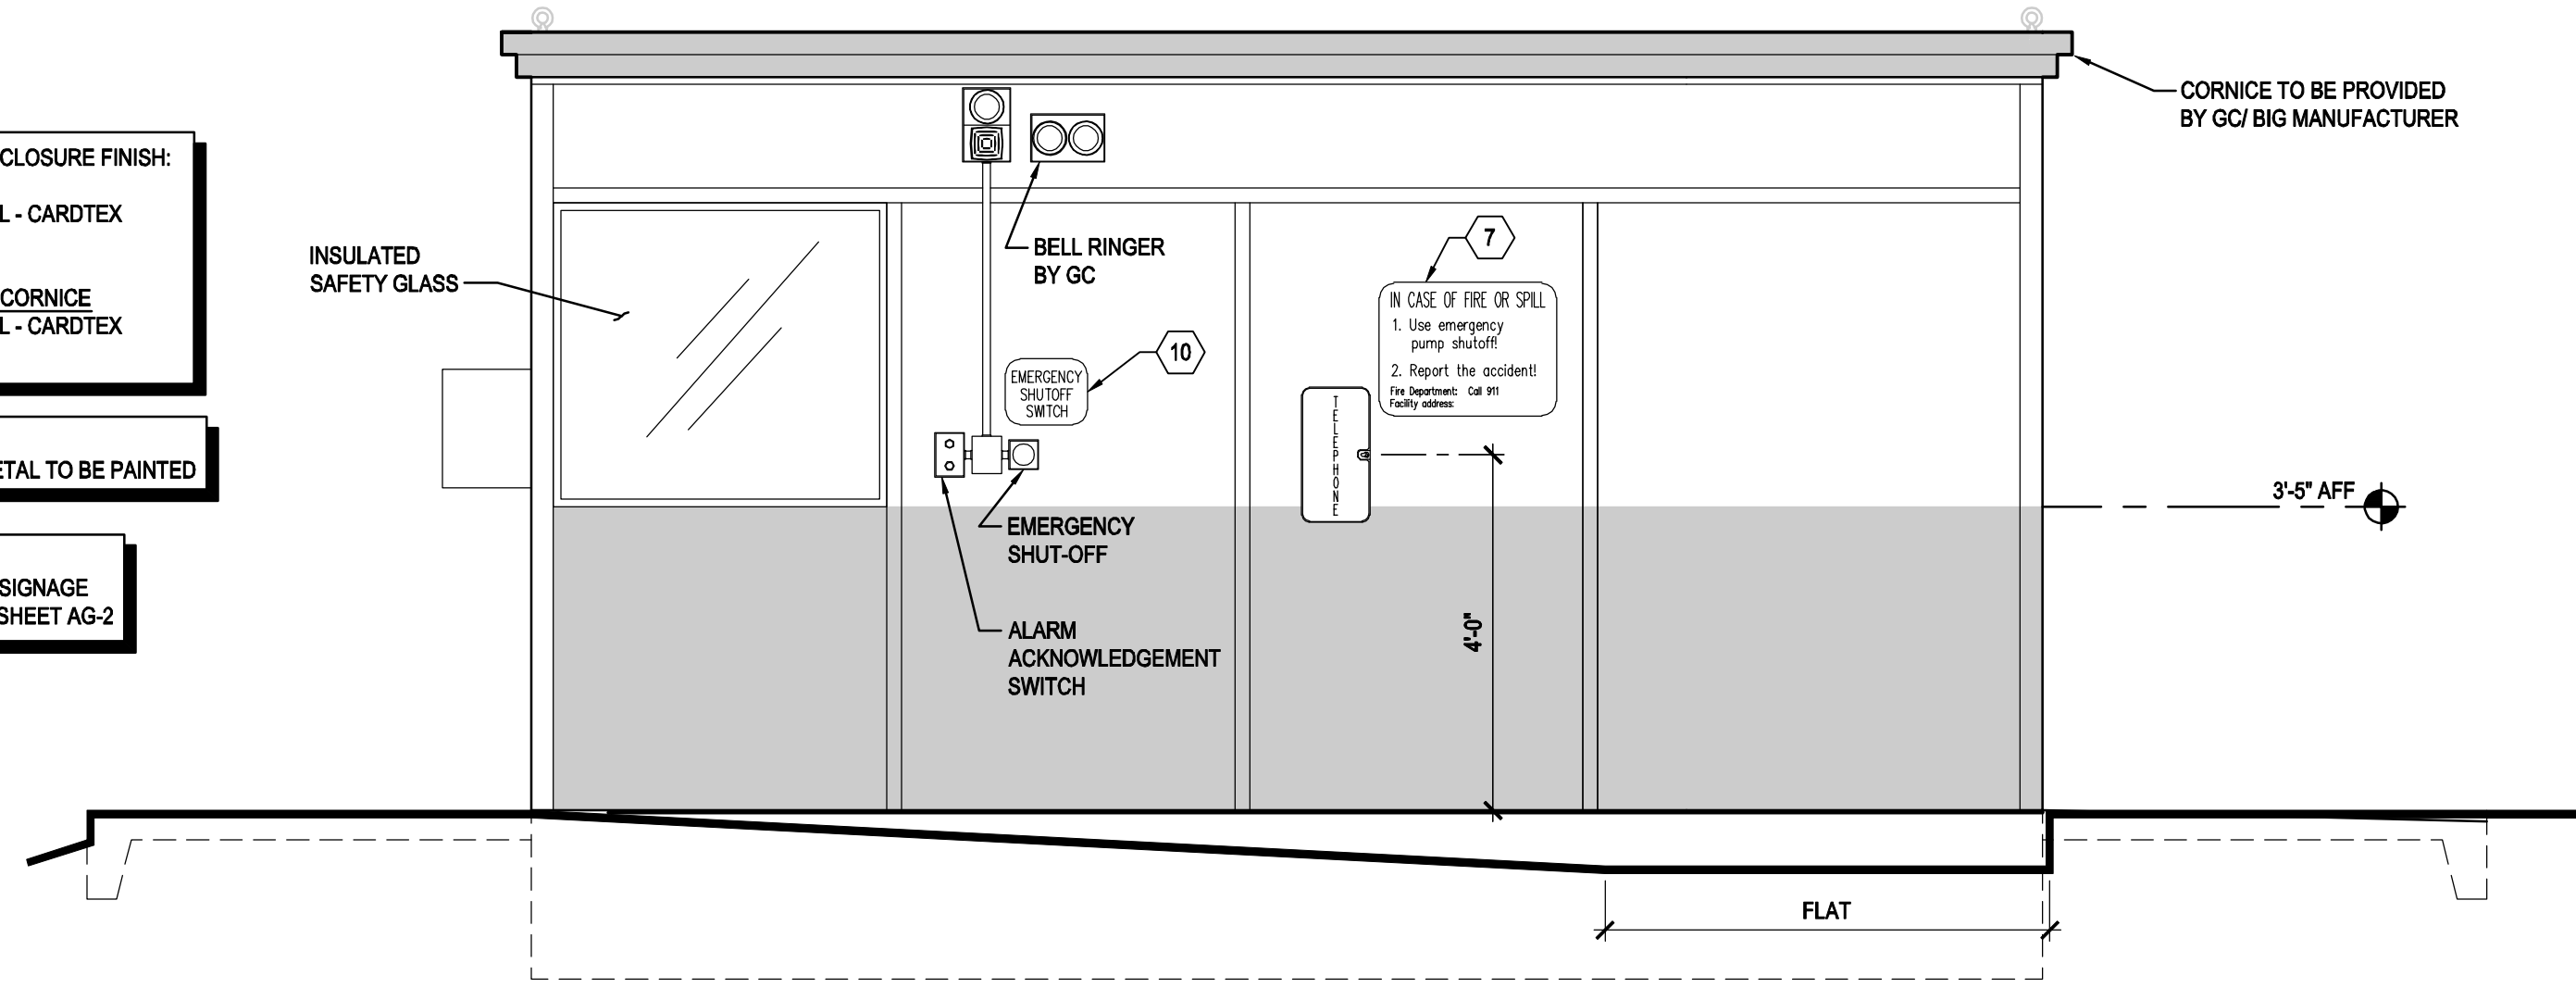 CLOSURE FINISH:
L - CARDTEX
CORNICE
L - CARDTEX
ETAL TO BE PAINTED
SIGNAGE
SHEET AG-2
INSULATED
SAFETY GLASS
BELL RINGER
BY GC
10
EMERGENCY
SHUTOFF
SWITCH
EMERGENCY
SHUT-OFF
ALARM
ACKNOWLEDGEMENT
SWITCH
7
IN CASE OF FIRE OR SPILL
1. Use emergency
pump shutoff!
2. Report the accident!
Fire Department: Call 911
Facility address:
TELEPHONE
4'-0"
CORNICE TO BE PROVIDED
BY GC/ BIG MANUFACTURER
3'-5" AFF
FLAT